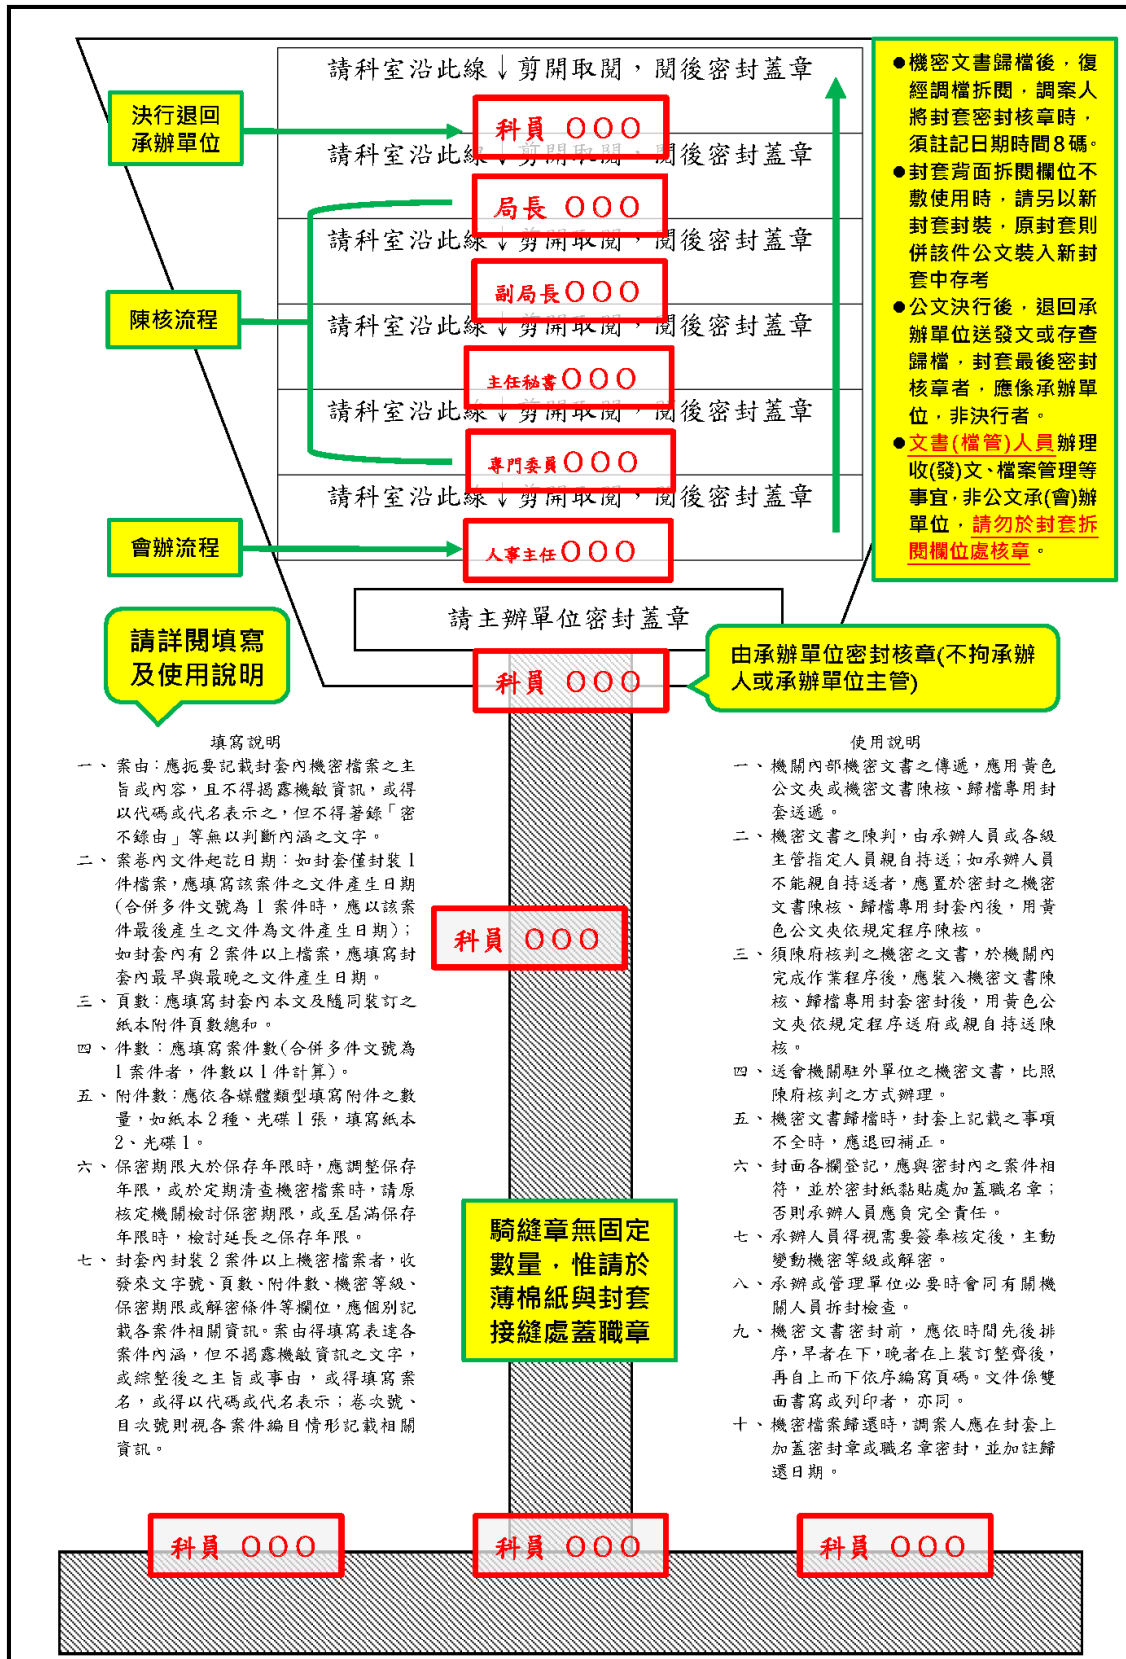 請科室沿此線↓剪開取閱，閱後密封蓋章
決行退回
承辦單位
科員 〇〇〇
請科室沿此線↓剪開取閱，閱後密封蓋章
局長 〇〇〇
請科室沿此線↓剪開取閱，閱後密封蓋章
副局長〇〇〇
陳核流程
請科室沿此線↓剪開取閱，閱後密封蓋章
主任秘書〇〇〇
請科室沿此線↓剪開取閱，閱後密封蓋章
專門委員〇〇〇
請科室沿此線↓剪開取閱，閱後密封蓋章
會辦流程
人事主任〇〇〇
●機密文書歸檔後，復
經調檔拆閱，調案人
將封套密封核章時，
須註記日期時間8碼。
●封套背面拆閱欄位不
敷使用時，請另以新
封套封裝，原封套則
併該件公文裝入新封
套中存考
●公文決行後，退回承
辦單位送發文或存查
歸檔，封套最後密封
核章者，應係承辦單
位，非決行者。
●文書(檔管)人員辦理
收(發)文、檔案管理等
事宜，非公文承(會)辦
單位，請勿於封套拆
閱欄位處核章。
請主辦單位密封蓋章
請詳閱填寫
及使用說明
科員 〇〇〇
由承辦單位密封核章(不拘承辦
人或承辦單位主管)
填寫說明
一、案由：應扼要記載封套內機密檔案之主
旨或內容，且不得揭露機敏資訊，或得
以代碼或代名表示之，但不得著錄「密
不錄由」等無以判斷內涵之文字。
二、案卷內文件起訖日期：如封套僅封裝1
件檔案，應填寫該案件之文件產生日期
(合併多件文號為1案件時，應以該案
件最後產生之文件為文件產生日期)；
如封套內有2案件以上檔案，應填寫封
套內最早與最晚之文件產生日期。
三、頁數：應填寫封套內本文及隨同裝訂之
紙本附件頁數總和。
四、件數：應填寫案件數(合併多件文號為
1案件者，件數以1件計算)。
五、附件數：應依各媒體類型填寫附件之數
量，如紙本2種、光碟1張，填寫紙本
2、光碟1。
六、保密期限大於保存年限時，應調整保存
年限，或於定期清查機密檔案時，請原
核定機關檢討保密期限，或至屆滿保存
年限時，檢討延長之保存年限。
七、封套內封裝2案件以上機密檔案者，收
發來文字號、頁數、附件數、機密等級、
保密期限或解密條件等欄位，應個別記
載各案件相關資訊。案由得填寫表達各
案件內涵，但不揭露機敏資訊之文字，
或綜整後之主旨或事由，或得填寫案
名，或得以代碼或代名表示；卷次號、
目次號則視各案件編目情形記載相關
資訊。
科員 〇〇〇
騎縫章無固定
數量，惟請於
薄棉紙與封套
接縫處蓋職章
使用說明
一、機關內部機密文書之傳遞，應用黃色
公文夾或機密文書陳核、歸檔專用封
套送遞。
二、機密文書之陳判，由承辦人員或各級
主管指定人員親自持送；如承辦人員
不能親自持送者，應置於密封之機密
文書陳核、歸檔專用封套內後，用黃
色公文夾依規定程序陳核。
三、須陳府核判之機密之文書，於機關內
完成作業程序後，應裝入機密文書陳
核、歸檔專用封套密封後，用黃色公
文夾依規定程序送府或親自持送陳
核。
四、送會機關駐外單位之機密文書，比照
陳府核判之方式辦理。
五、機密文書歸檔時，封套上記載之事項
不全時，應退回補正。
六、封面各欄登記，應與密封內之案件相
符，並於密封紙黏貼處加蓋職名章；
否則承辦人員應負完全責任。
七、承辦人員得視需要簽奉核定後，主動
變動機密等級或解密。
八、承辦或管理單位必要時會同有關機
關人員拆封檢查。
九、機密文書密封前，應依時間先後排
序，早者在下，晚者在上裝訂整齊後，
再自上而下依序編寫頁碼。文件係雙
面書寫或列印者，亦同。
十、機密檔案歸還時，調案人應在封套上
加蓋密封章或職名章密封，並加註歸
還日期。
科員 〇〇〇
科員 〇〇〇
科員 〇〇〇